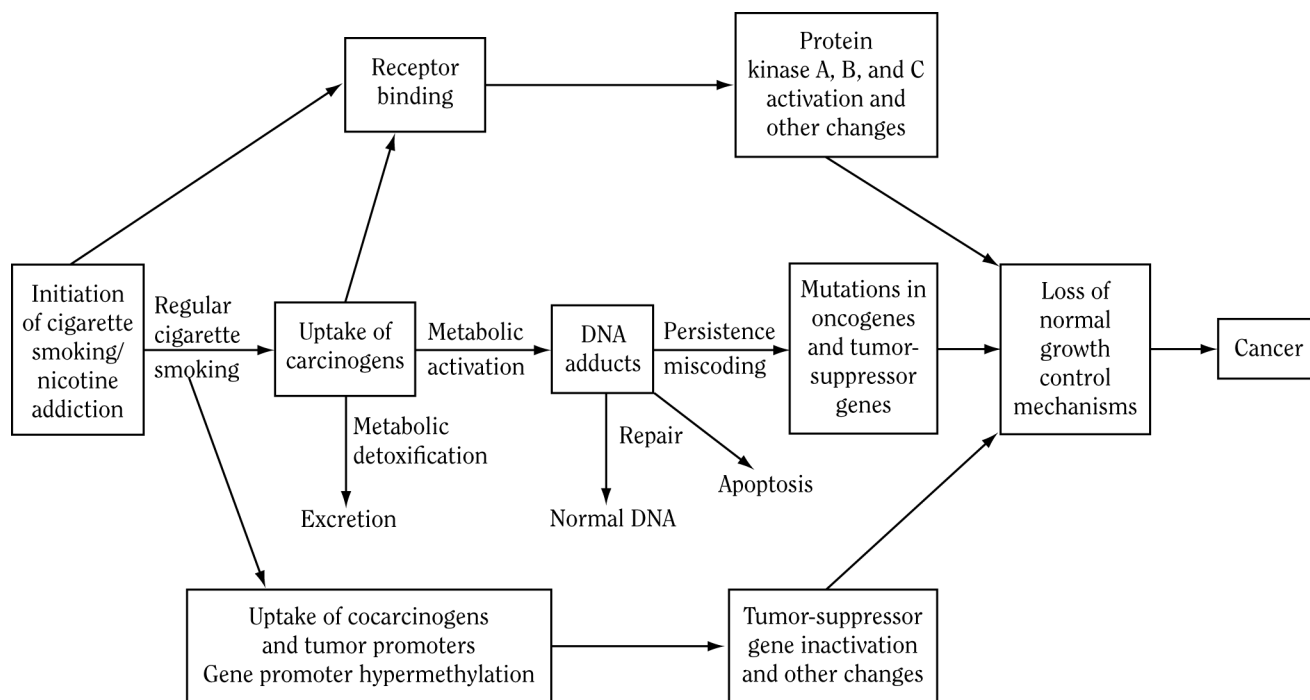 Receptor
binding
Protein
kinase A, B, and C
activation and
other changes
Initiation
of cigarette
smoking/
nicotine
addiction
Regular
cigarette
smoking
Uptake of
carcinogens
Metabolic
activation
DNA
adducts
Persistence
miscoding
Mutations in
oncogenes
and tumor-
suppressor
genes
Loss of
normal
growth
control
mechanisms
Cancer
Metabolic
detoxification
Excretion
Repair
Normal DNA
Apoptosis
Uptake of cocarcinogens
and tumor promoters
Gene promoter hypermethylation
Tumor-suppressor
gene inactivation
and other changes